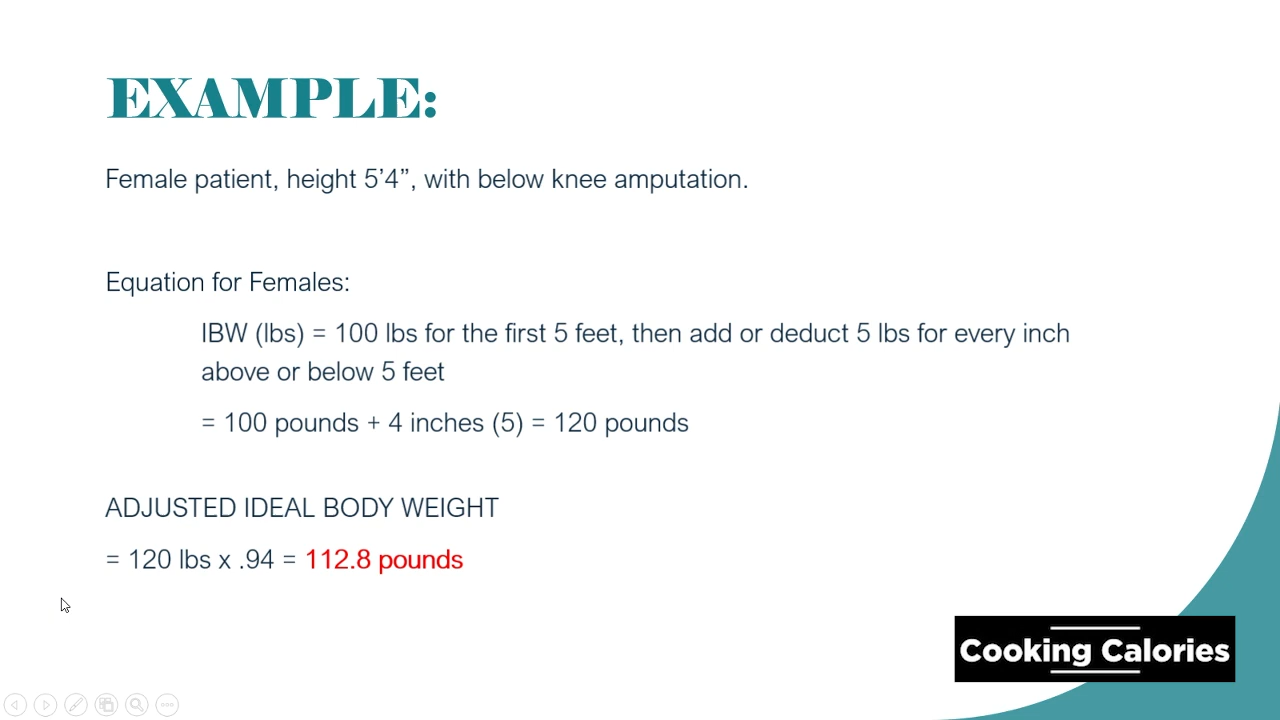 EXAMPLE:
Female patient, height 5’4”, with below knee amputation.
Equation for Females:
IBW (lbs) = 100 lbs for the first 5 feet, then add or deduct 5 lbs for every inch
above or below 5 feet
= 100 pounds + 4 inches (5) = 120 pounds
ADJUSTED IDEAL BODY WEIGHT
= 120 lbs x .94 = 112.8 pounds
Cooking Calories